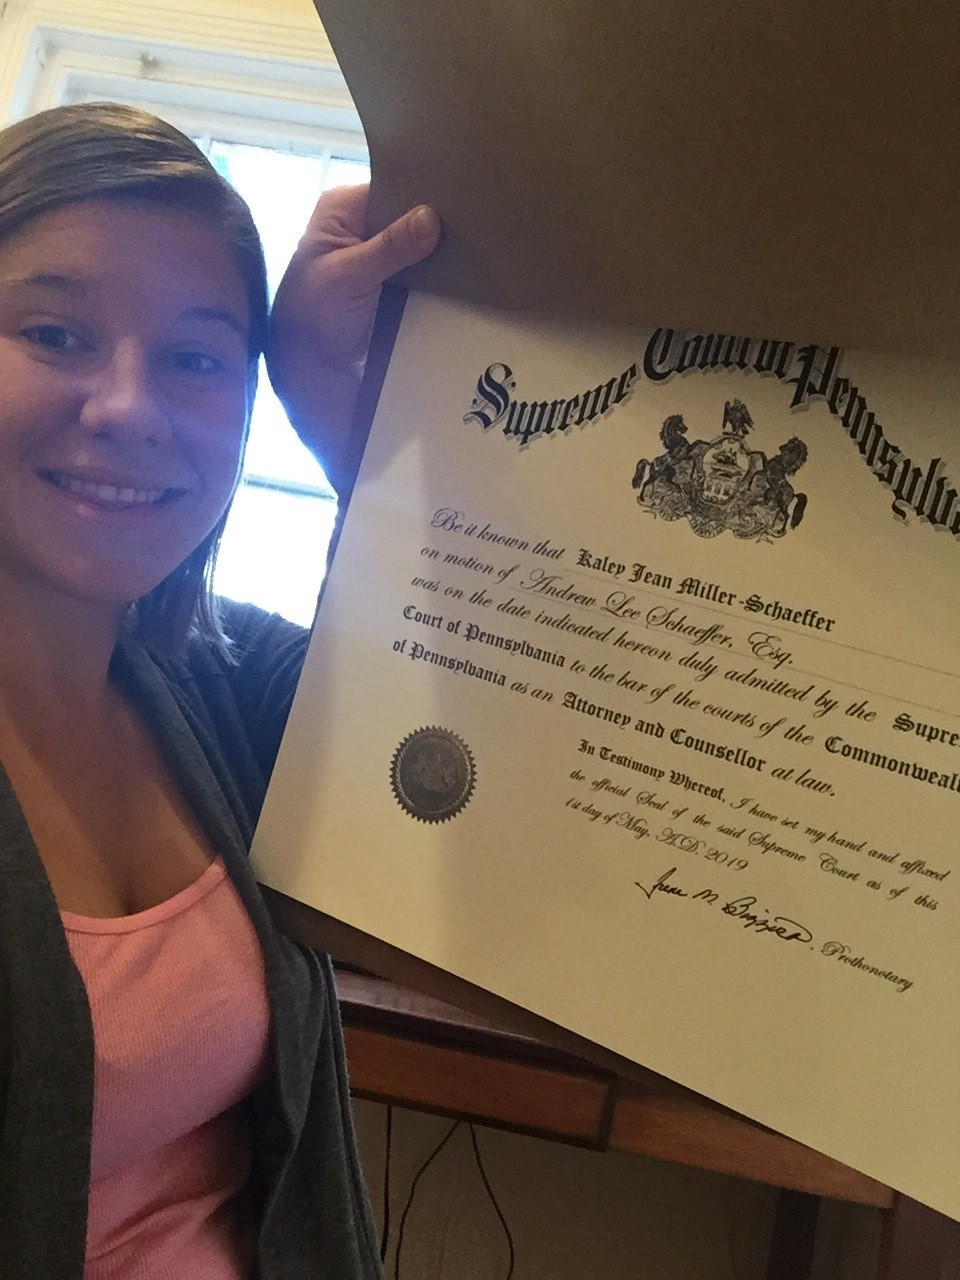 Supreme Court of Pennsylv
Be it known that Kaley Jean Miller-Schaeffer
on motion of Andrew Lee Schaeffer, Esq.
was on the date indicated hereon duly admitted by the Supre
Court of Pennsylvania to the bar of the courts of the Commonwealt
of Pennsylvania as an Attorney and Counsellor at law.
In Testimony Whereof, I have set my hand and affixed
the official Seal of the said Supreme Court as of this
1st day of May, A.D. 2019
Irene M. Bizzoso, Prothonotary